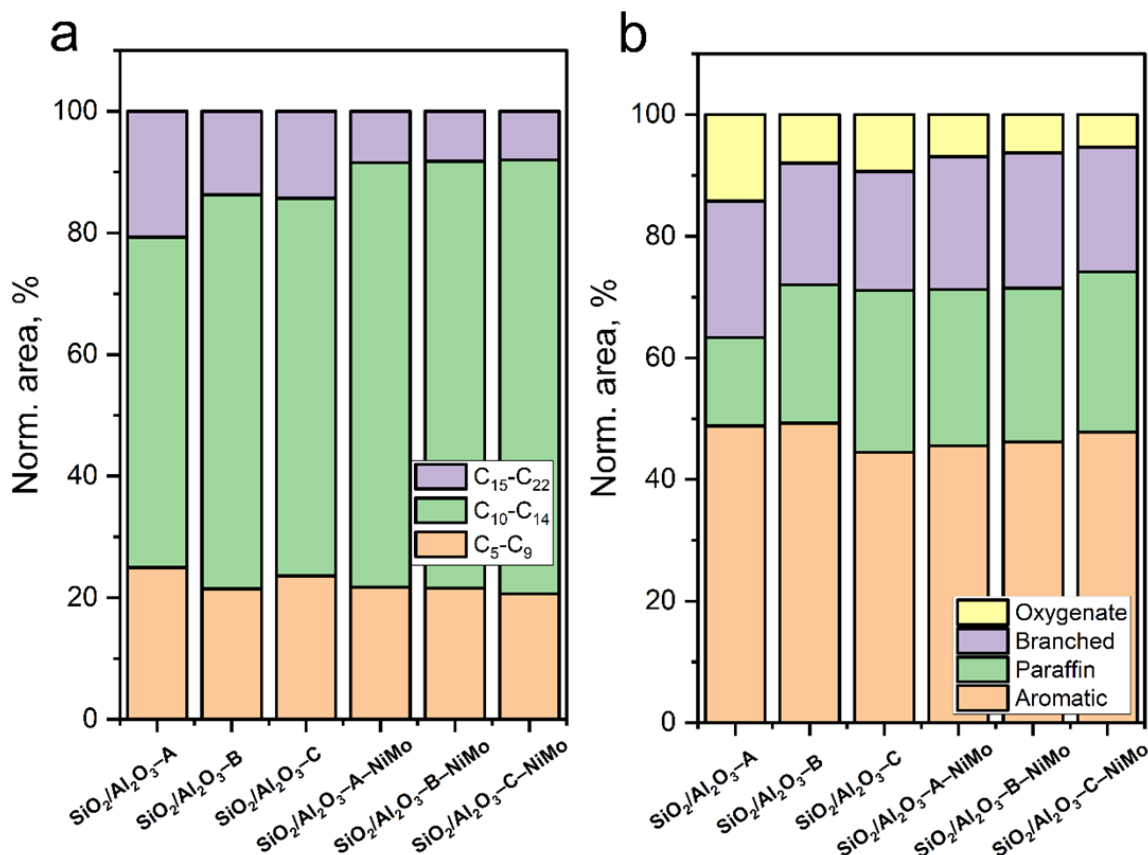 a
Norm. area, %
100
80
60
40
20
0
C₁₅-C₂₂
C₁₀-C₁₄
C₅-C₉
SiO₂/Al₂O₃–A
SiO₂/Al₂O₃–B
SiO₂/Al₂O₃–C
SiO₂/Al₂O₃–A–NiMo
SiO₂/Al₂O₃–B–NiMo
SiO₂/Al₂O₃–C–NiMo
b
Norm. area, %
100
80
60
40
20
0
Oxygenate
Branched
Paraffin
Aromatic
SiO₂/Al₂O₃–A
SiO₂/Al₂O₃–B
SiO₂/Al₂O₃–C
SiO₂/Al₂O₃–A–NiMo
SiO₂/Al₂O₃–B–NiMo
SiO₂/Al₂O₃–C–NiMo